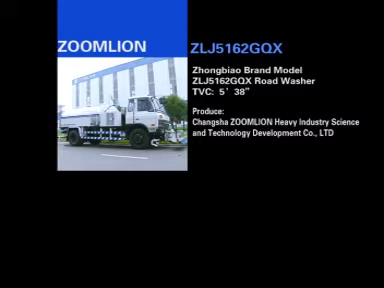 ZOOMLION
ZLJ5162GQX
Zhongbiao Brand Model
ZLJ5162GQX Road Washer
TVC: 5' 38"
Produce:
Changsha ZOOMLION Heavy Industry Science
and Technology Development Co., LTD